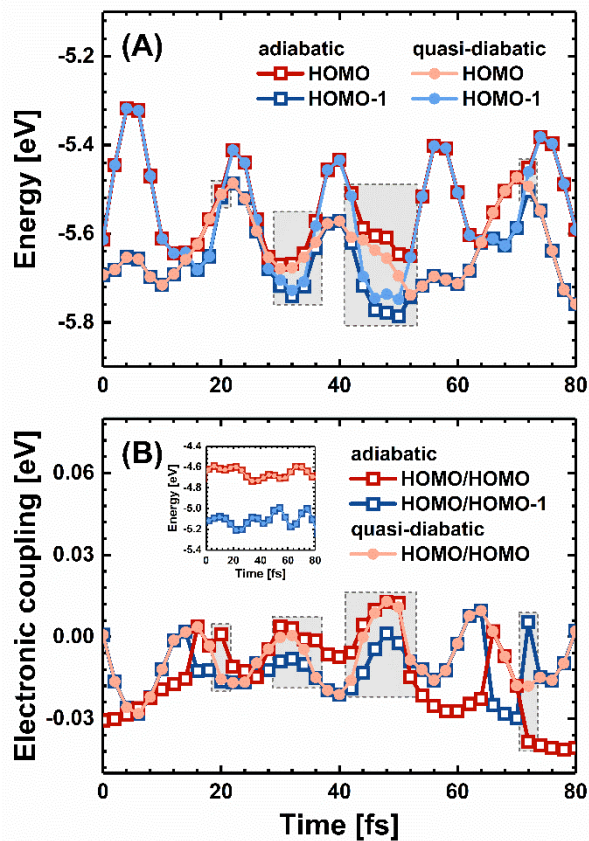 (A)
adiabatic quasi-diabatic
HOMO HOMO
HOMO-1 HOMO-1
Energy [eV]
-5.2
-5.4
-5.6
-5.8
0 20 40 60 80
(B)
adiabatic
HOMO/HOMO
HOMO/HOMO-1
quasi-diabatic
HOMO/HOMO
Energy [eV]
-4.4
-4.6
-4.8
-5.0
-5.2
-5.4
0 20 40 60 80
Time [fs]
Electronic coupling [eV]
0.06
0.03
0.00
-0.03
0 20 40 60 80
Time [fs]